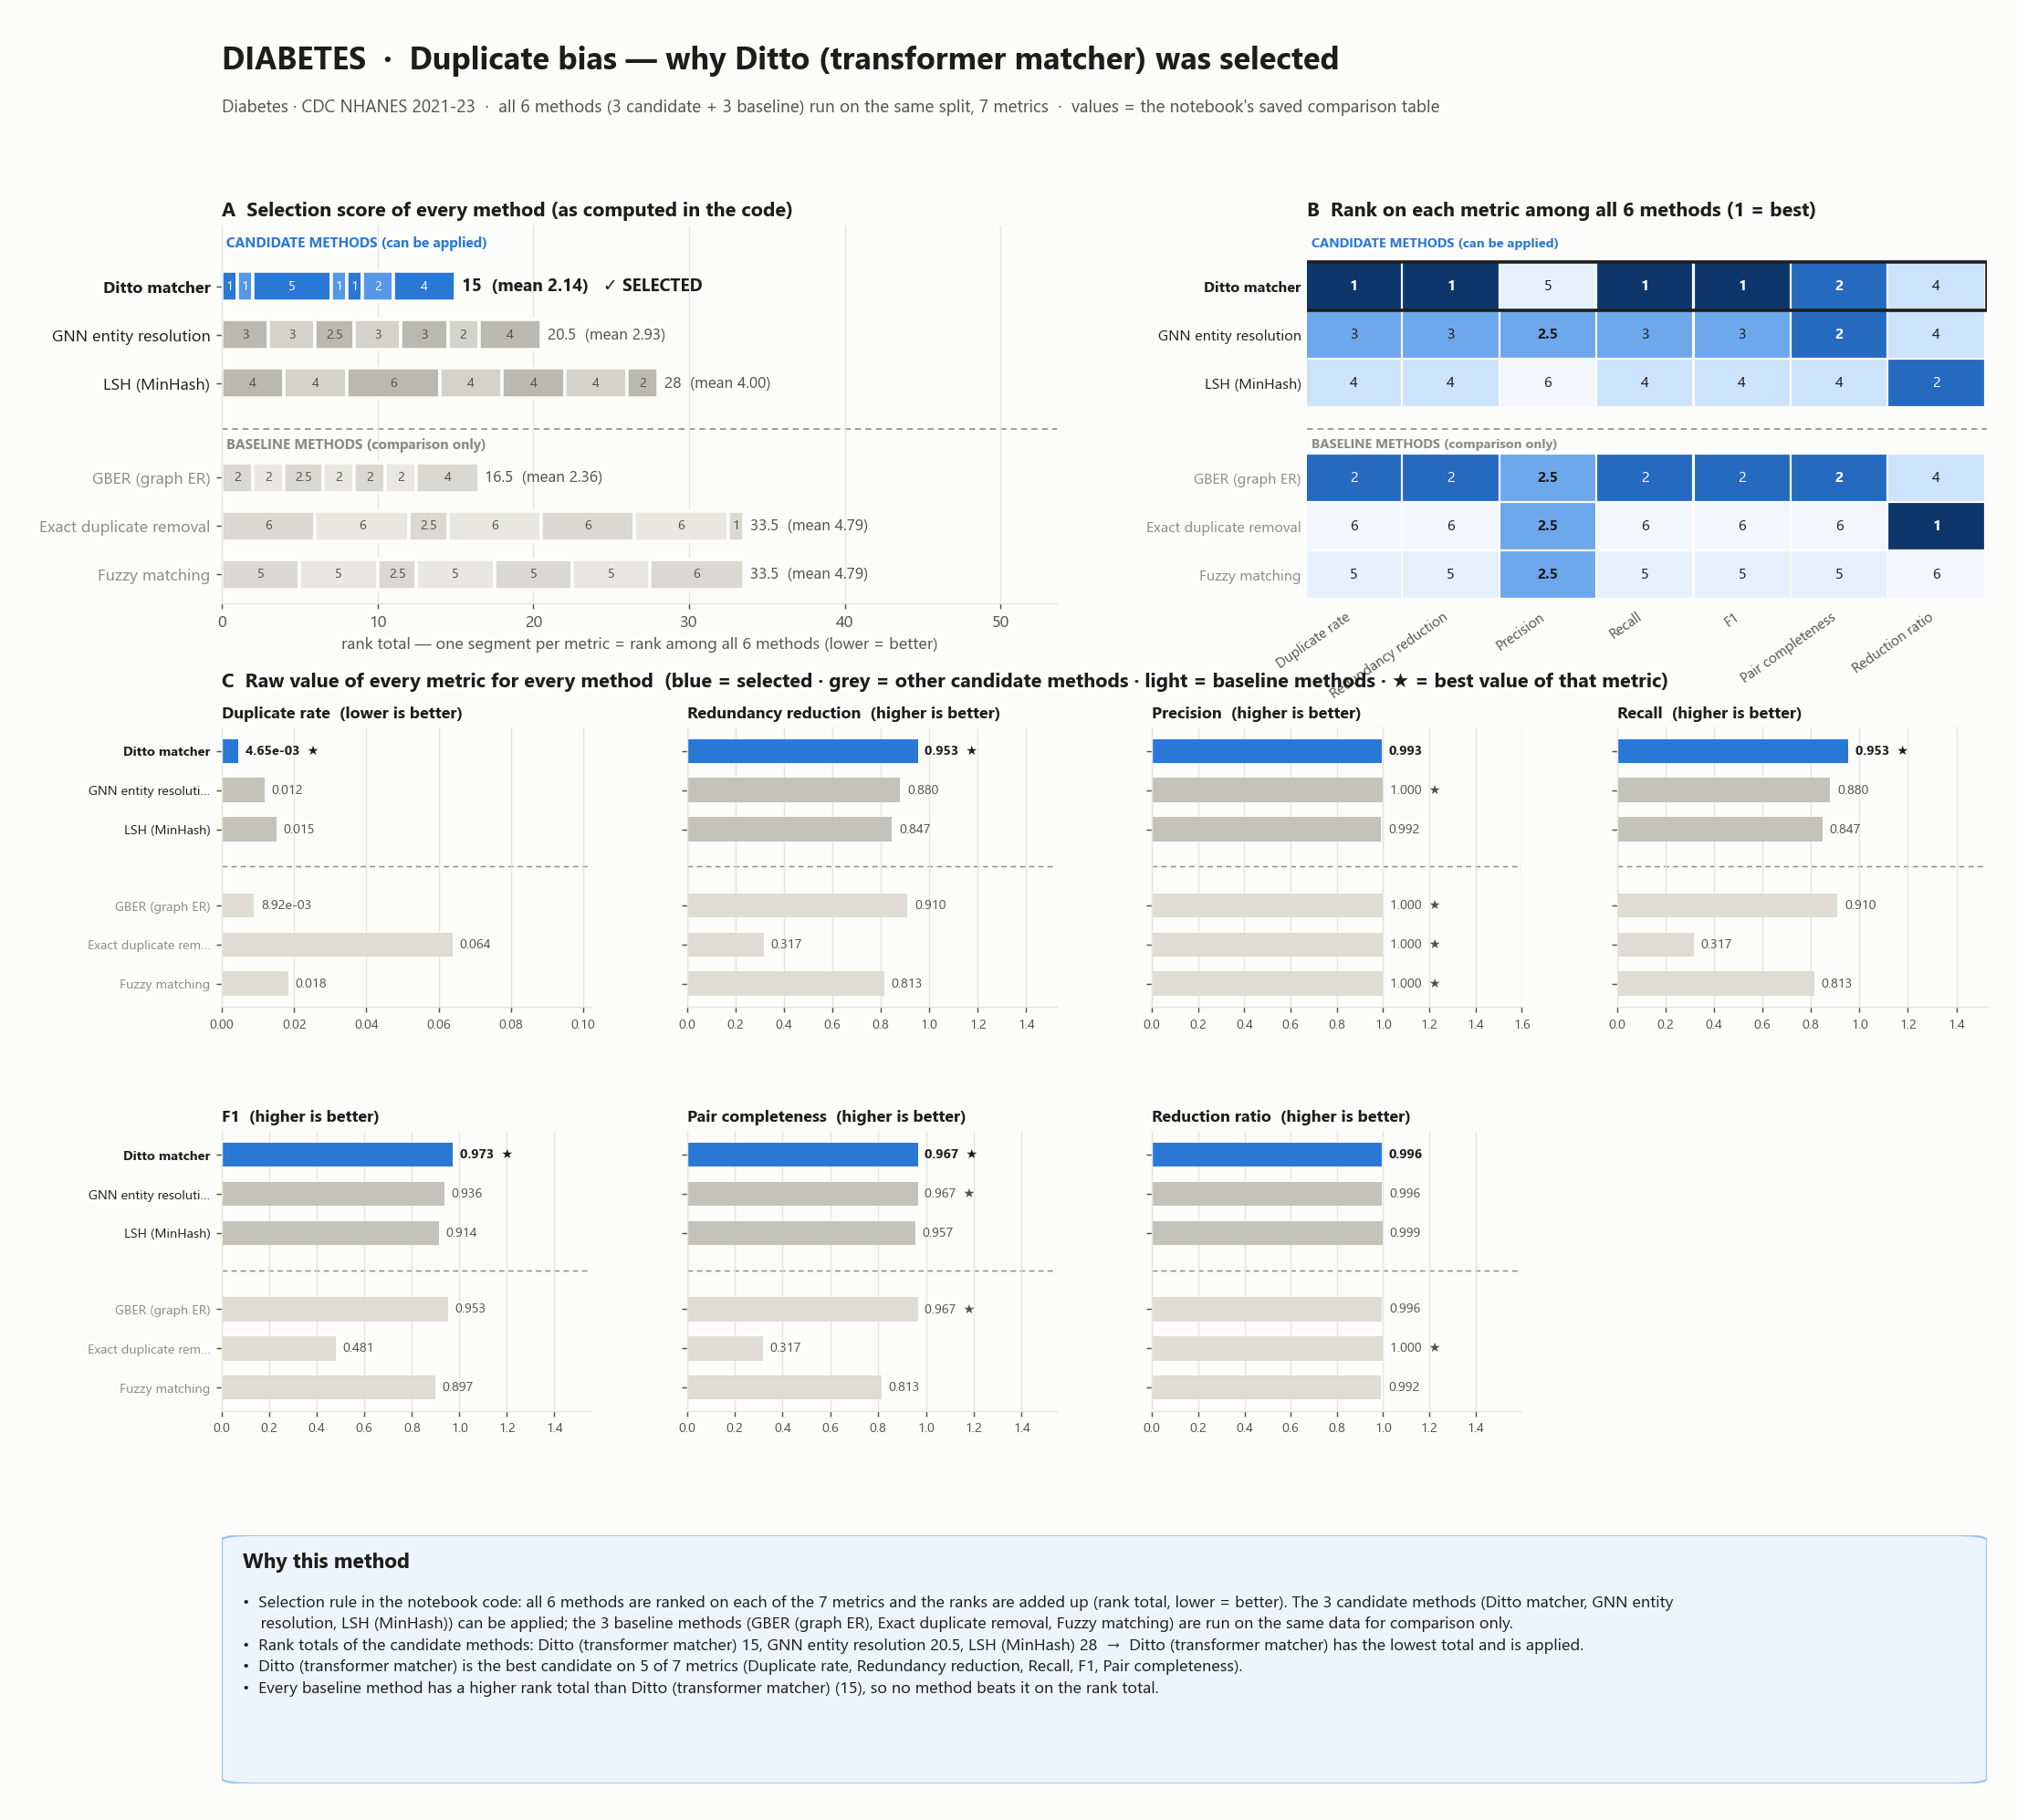 DIABETES · Duplicate bias — why Ditto (transformer matcher) was selected
Diabetes · CDC NHANES 2021-23 · all 6 methods (3 candidate + 3 baseline) run on the same split, 7 metrics · values = the notebook's saved comparison table
A Selection score of every method (as computed in the code)
CANDIDATE METHODS (can be applied)
Ditto matcher 1 1 5 1 1 2 4 15 (mean 2.14) ✓ SELECTED
GNN entity resolution 3 3 2.5 3 3 2 4 20.5 (mean 2.93)
LSH (MinHash) 4 4 6 4 4 4 2 28 (mean 4.00)
BASELINE METHODS (comparison only)
GBER (graph ER) 2 2 2.5 2 2 2 4 16.5 (mean 2.36)
Exact duplicate removal 6 6 2.5 6 6 6 1 33.5 (mean 4.79)
Fuzzy matching 5 5 2.5 5 5 5 6 33.5 (mean 4.79)
0 10 20 30 40 50
rank total — one segment per metric = rank among all 6 methods (lower = better)
B Rank on each metric among all 6 methods (1 = best)
CANDIDATE METHODS (can be applied)
Ditto matcher 1 1 5 1 1 2 4
GNN entity resolution 3 3 2.5 3 3 2 4
LSH (MinHash) 4 4 6 4 4 4 2
BASELINE METHODS (comparison only)
GBER (graph ER) 2 2 2.5 2 2 2 4
Exact duplicate removal 6 6 2.5 6 6 6 1
Fuzzy matching 5 5 2.5 5 5 5 6
Duplicate rate Redundancy reduction Precision Recall F1 Pair completeness Reduction ratio
C Raw value of every metric for every method (blue = selected · grey = other candidate methods · light = baseline methods · ★ = best value of that metric)
Duplicate rate (lower is better)
Ditto matcher 4.65e-03 ★
GNN entity resoluti... 0.012
LSH (MinHash) 0.015
GBER (graph ER) 8.92e-03
Exact duplicate rem... 0.064
Fuzzy matching 0.018
0.00 0.02 0.04 0.06 0.08 0.10
Redundancy reduction (higher is better)
0.953 ★
0.880
0.847
0.910
0.317
0.813
0.0 0.2 0.4 0.6 0.8 1.0 1.2 1.4
Precision (higher is better)
0.993
1.000 ★
0.992
1.000 ★
1.000 ★
1.000 ★
0.0 0.2 0.4 0.6 0.8 1.0 1.2 1.4 1.6
Recall (higher is better)
0.953 ★
0.880
0.847
0.910
0.317
0.813
0.0 0.2 0.4 0.6 0.8 1.0 1.2 1.4
F1 (higher is better)
Ditto matcher 0.973 ★
GNN entity resoluti... 0.936
LSH (MinHash) 0.914
GBER (graph ER) 0.953
Exact duplicate rem... 0.481
Fuzzy matching 0.897
0.0 0.2 0.4 0.6 0.8 1.0 1.2 1.4
Pair completeness (higher is better)
0.967 ★
0.967 ★
0.957
0.967 ★
0.317
0.813
0.0 0.2 0.4 0.6 0.8 1.0 1.2 1.4
Reduction ratio (higher is better)
0.996
0.996
0.999
0.996
1.000 ★
0.992
0.0 0.2 0.4 0.6 0.8 1.0 1.2 1.4
Why this method
• Selection rule in the notebook code: all 6 methods are ranked on each of the 7 metrics and the ranks are added up (rank total, lower = better). The 3 candidate methods (Ditto matcher, GNN entity
resolution, LSH (MinHash)) can be applied; the 3 baseline methods (GBER (graph ER), Exact duplicate removal, Fuzzy matching) are run on the same data for comparison only.
• Rank totals of the candidate methods: Ditto (transformer matcher) 15, GNN entity resolution 20.5, LSH (MinHash) 28 → Ditto (transformer matcher) has the lowest total and is applied.
• Ditto (transformer matcher) is the best candidate on 5 of 7 metrics (Duplicate rate, Redundancy reduction, Recall, F1, Pair completeness).
• Every baseline method has a higher rank total than Ditto (transformer matcher) (15), so no method beats it on the rank total.